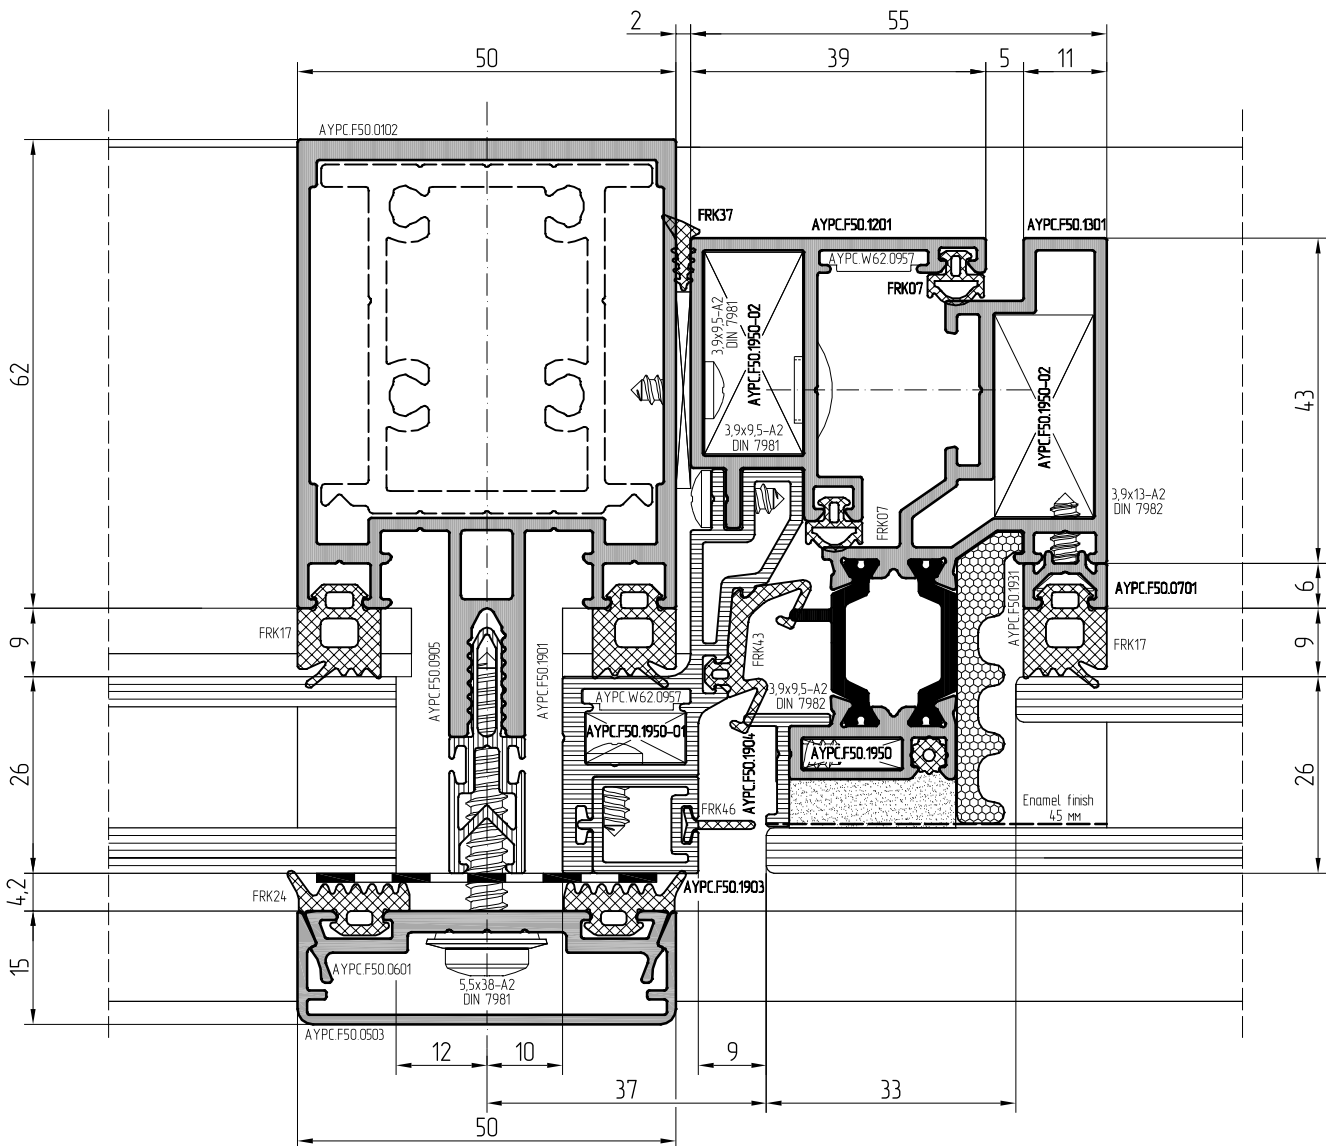 2
55
50
39
5
11
AYPC.F50.0102
FRK37
AYPC.F50.1201
AYPC.F50.1301
AYPC.W62.0957
FRK07
3,9x9,5-A2
DIN 7981
AYPC.F50.1950-02
62
43
AYPC.F50.1950-02
3,9x9,5-A2
DIN 7981
3,9x13-A2
DIN 7982
FRK07
AYPC.F50.1931
6
AYPC.F50.0701
FRK17
9
AYPC.F50.0905
AYPC.F50.1901
FRK43
FRK17
9
3,9x9,5-A2
DIN 7982
AYPC.W62.0957
AYPC.F50.1950-01
AYPC.F50.1904
AYPC.F50.1950
26
26
FRK46
Enamel finish
45 мм
4,2
FRK24
AYPC.F50.1903
15
AYPC.F50.0601
5,5x38-A2
DIN 7981
AYPC.F50.0503
12
10
9
37
33
50